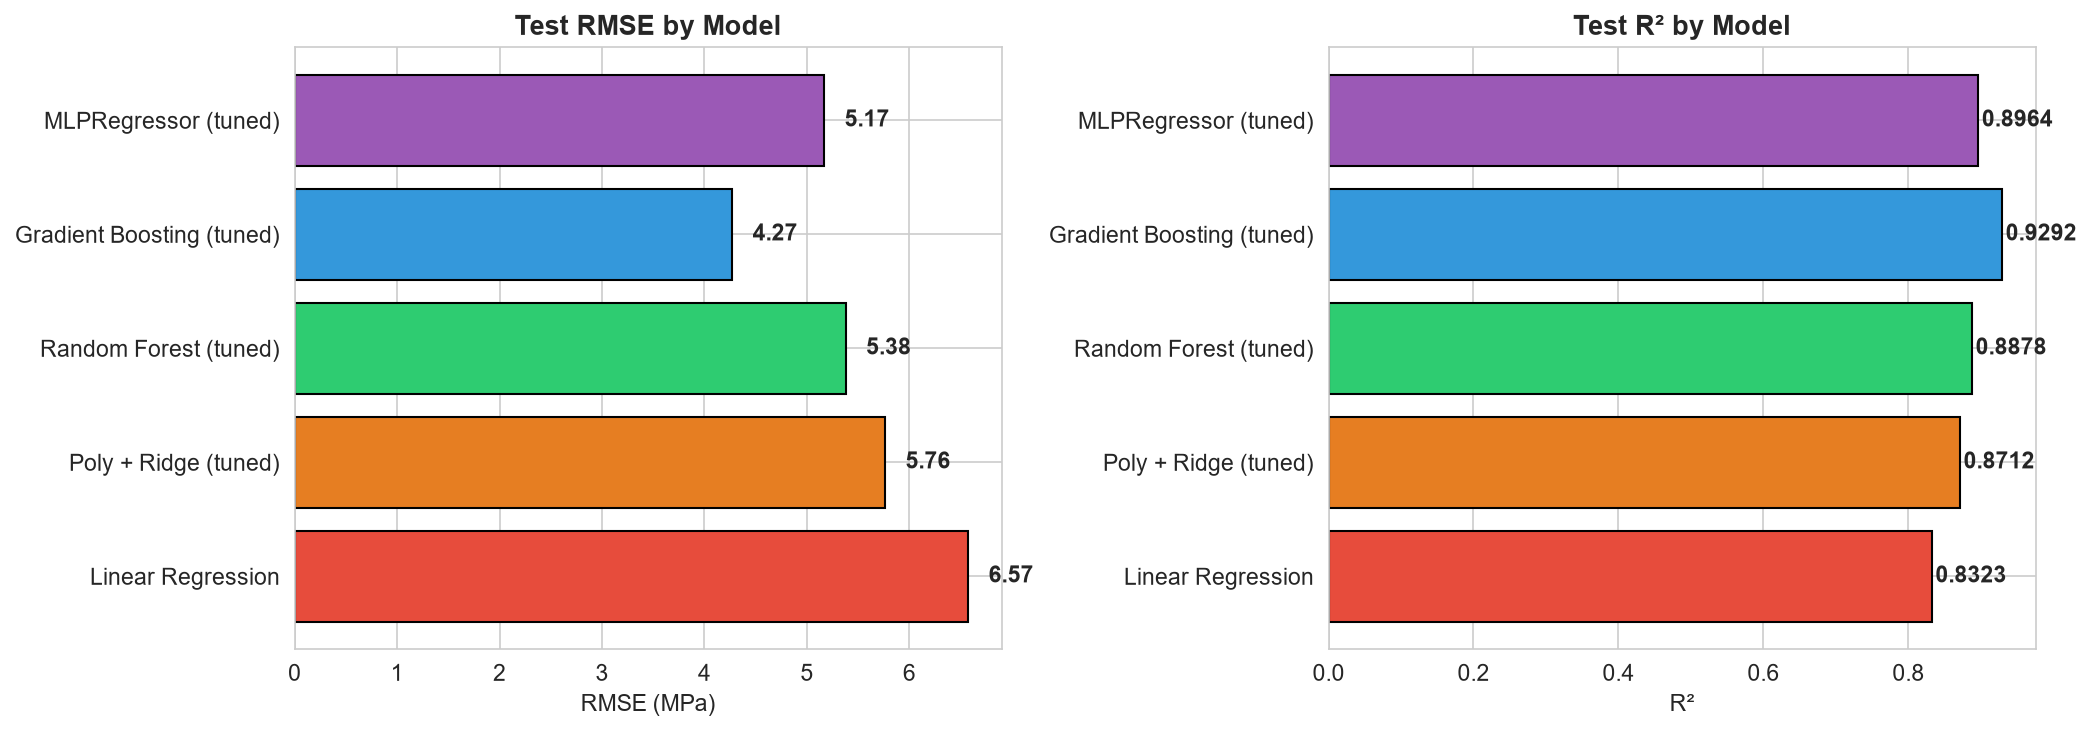 Test RMSE by Model
MLPRegressor (tuned)
5.17
Gradient Boosting (tuned)
4.27
Random Forest (tuned)
5.38
Poly + Ridge (tuned)
5.76
Linear Regression
6.57
0 1 2 3 4 5 6
RMSE (MPa)
Test R² by Model
MLPRegressor (tuned)
0.8964
Gradient Boosting (tuned)
0.9292
Random Forest (tuned)
0.8878
Poly + Ridge (tuned)
0.8712
Linear Regression
0.8323
0.0 0.2 0.4 0.6 0.8
R²